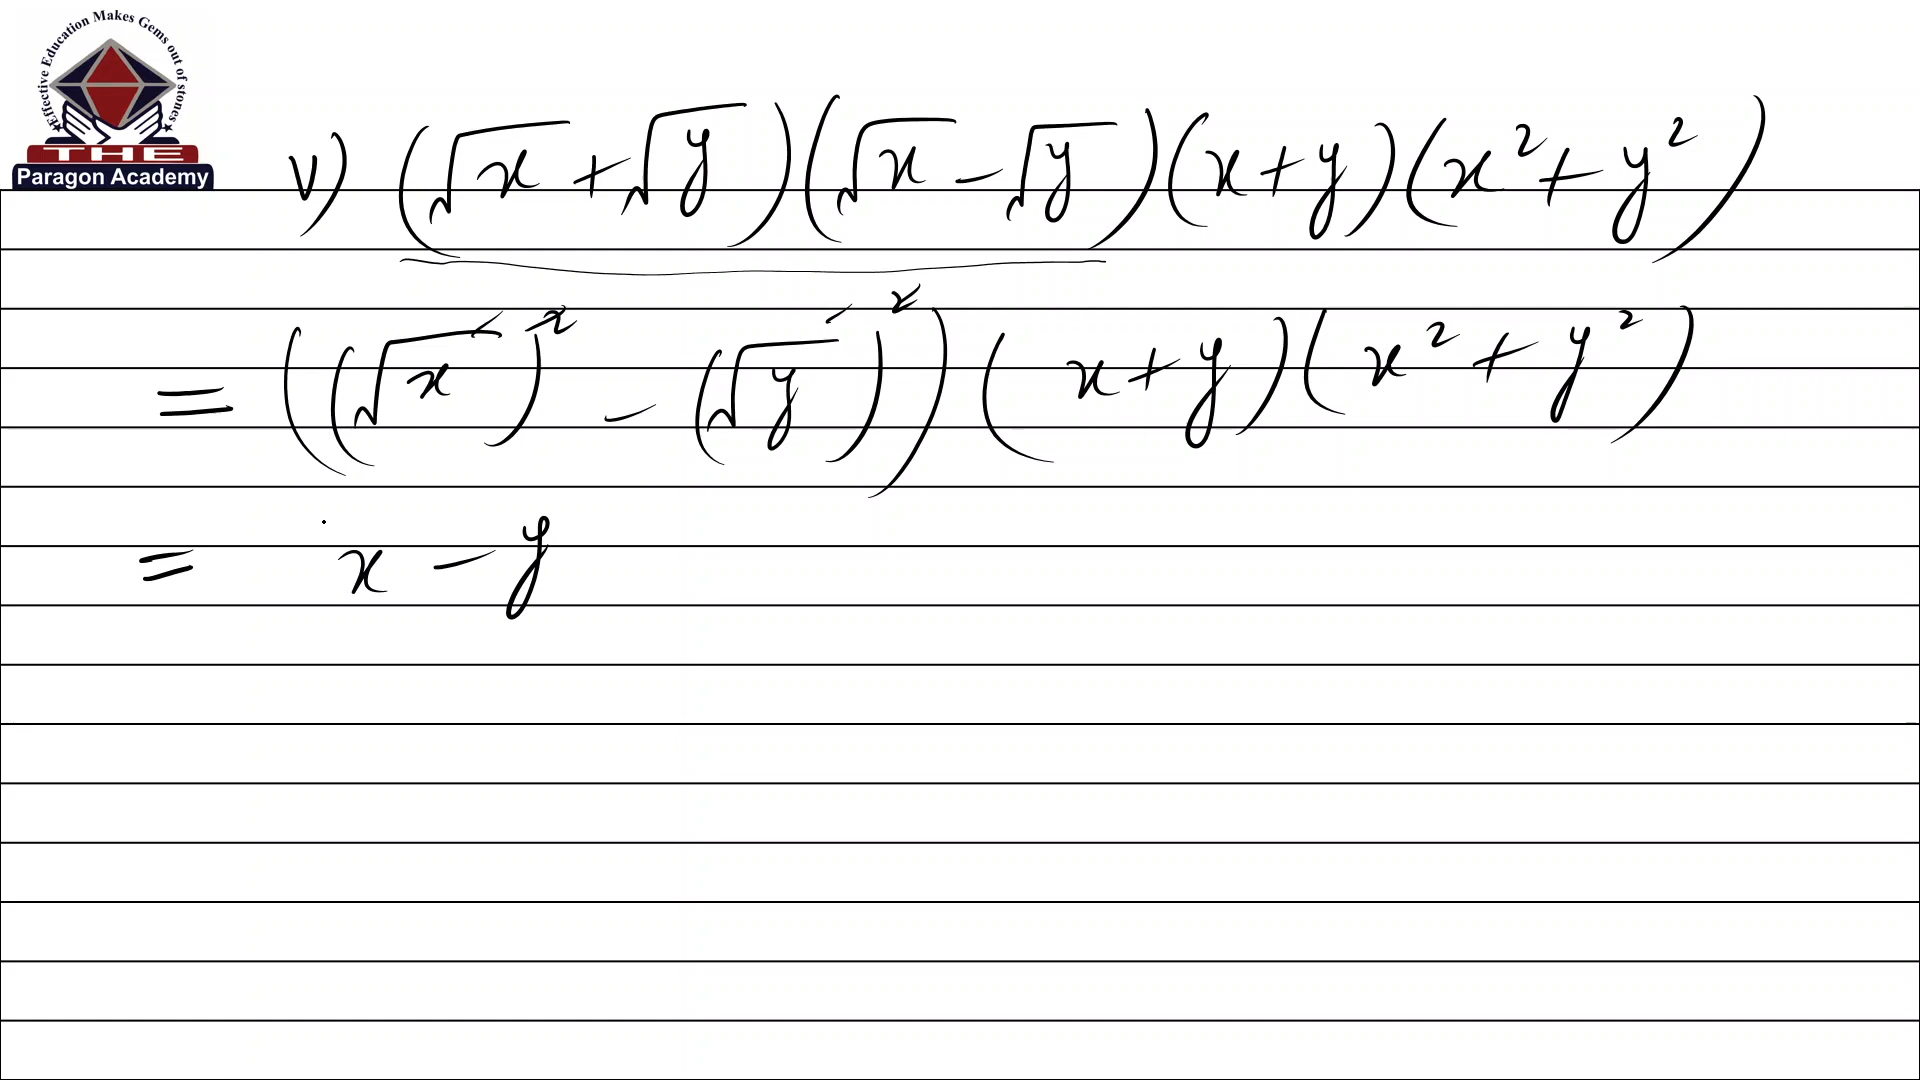 Effective Education Makes Gems out of stones
THE
Paragon Academy
v) (√x + √y)(√x - √y)(x + y)(x² + y²)
= ((√x)² - (√y)²)(x + y)(x² + y²)
= x - y